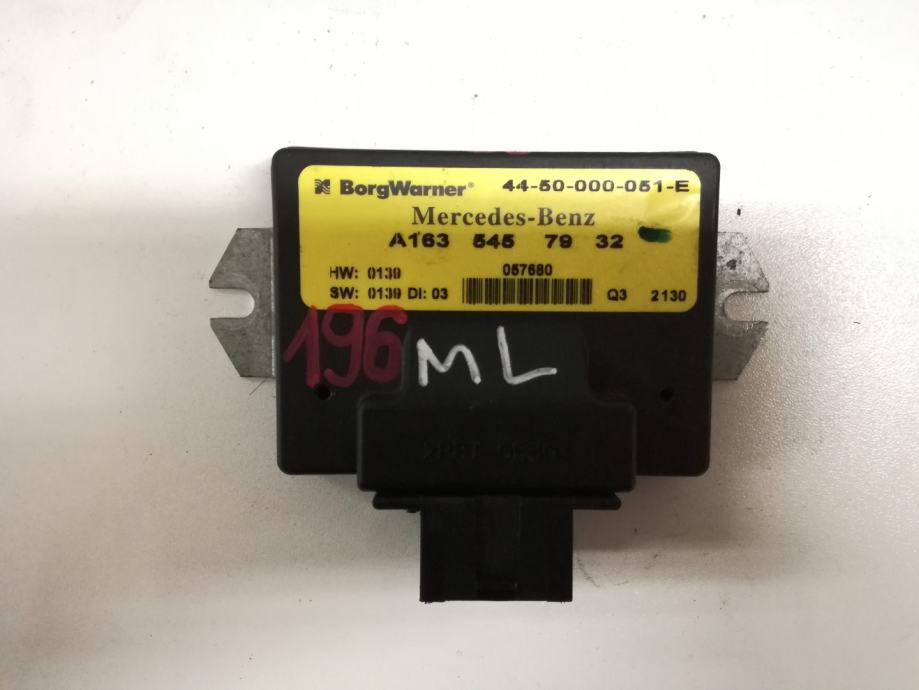 BorgWarner® 44-50-000-051-E
Mercedes-Benz
A163 545 79 32
HW: 0139 057680
SW: 0139 DI: 03 Q3 2130
196 ML